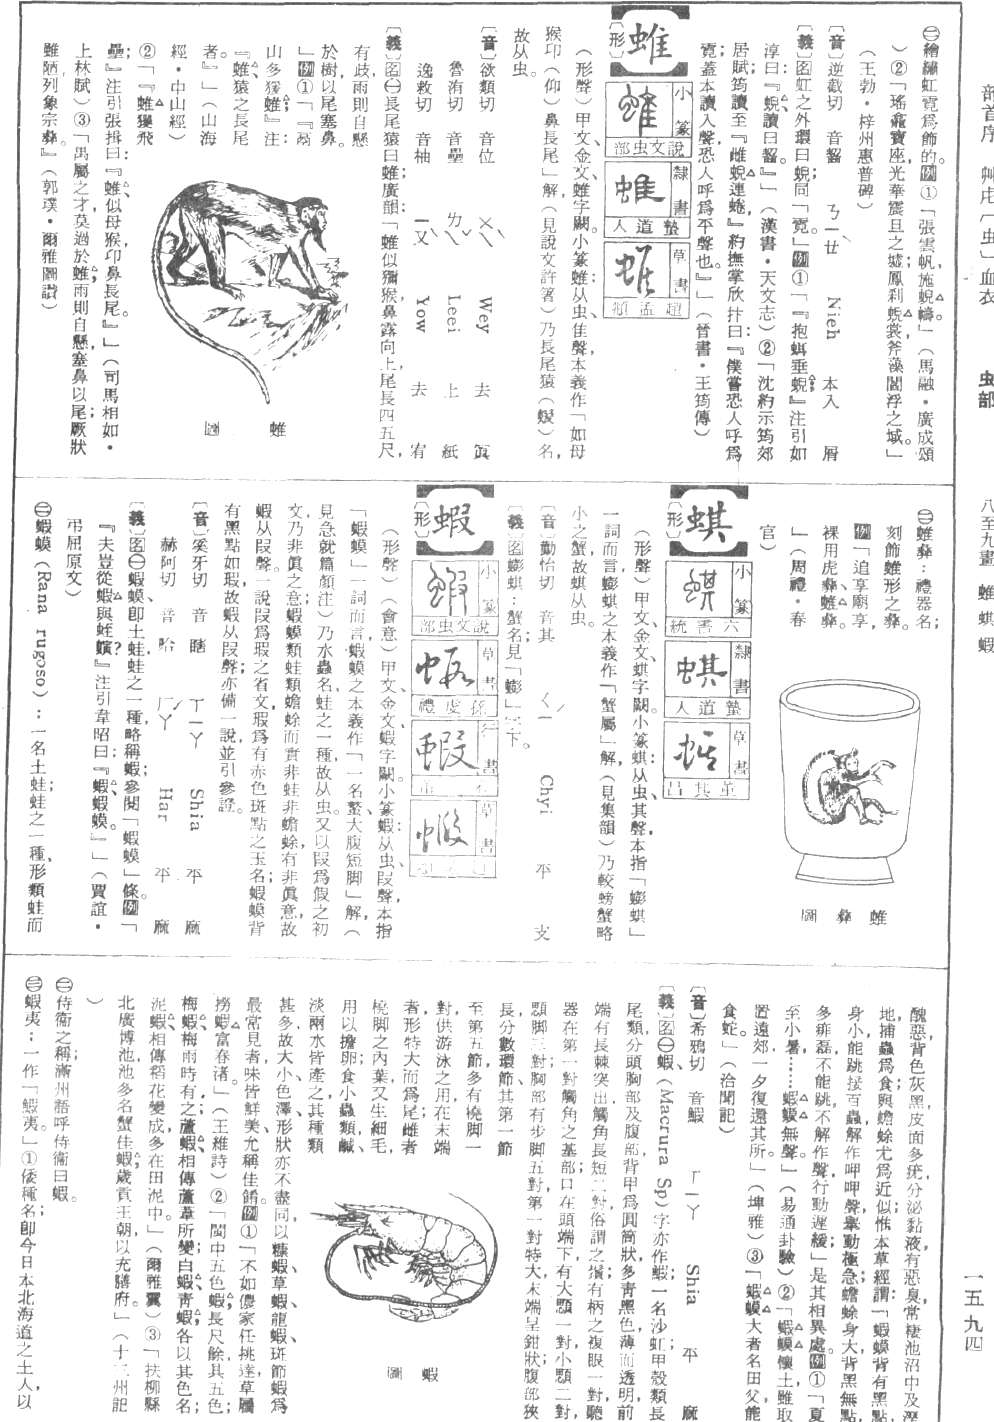 部首序 艸虍〔虫〕血衣 虫部 八至九畫 蜼蜞蝦 一五九四
㊁繪繡虹霓爲飾的。例①「張雲帆施蜺幬。」（馬融・廣成頌
）②「瑤龕寶座光華震旦之墟；鳳刹蜺裳斧藻閻浮之域。」
（王勃・梓州惠普碑）
〔音〕逆齧切 音齧 ㄋㄧㄝˋ Nieh 本入 屑
〔義〕囝虹之外環曰蜺同「霓。」例①「『抱蜺垂蜺』注引如
淳曰『蜺讀曰齧。』」（漢書・天文志）②「沈約示筠郊
居賦筠讀至『雌蜺連蜷』約撫掌欣抃曰『僕嘗恐人呼爲
霓』蓋本讀入聲恐人呼爲平聲也。」（晉書・王筠傳）
蜼
〔形〕
小篆 說文虫部
隸書 蟄道人
草書 趙孟頫
（形聲）甲文金文蜼字闕。小篆蜼：从虫、隹聲本義作「如母
猴卬（仰）鼻長尾」解（見說文許箸）乃長尾猿（蝯）名，
故从虫。
〔音〕欲類切 音位 ㄨㄟˋ Wey 去 寘
魯洧切 音壘 ㄌㄟˇ Leei 上 紙
逸救切 音柚 ㄧㄡˋ Yow 去 宥
〔義〕囝㊀長尾猿曰蜼廣韻：「蜼似獼猴鼻露向上尾長四五尺，
有歧雨則自懸
於樹，以尾塞鼻。
」例①「『鬲
山多猨蜼；』注：
『蜼，猿之長尾
者。』」（山海
經・中山經）
②「『蜼玃飛
蠝；』注引張揖曰：『蜼、似母猴卬鼻長尾。』」（司馬相如・
上林賦）③「寓屬之才莫過於蜼；雨則自懸塞鼻以尾；厥狀
雖陋列象宗彝。」（郭璞・爾雅圖讚）
蜼圖
㊁蜼彝：禮器名；
刻飾蜼形之彝。
例「追享廟享，
祼用虎彝、蜼彝。
」（周禮・春
官）
蜼彝圖
蜞
〔形〕
小篆 六書統
隸書 蟄道人
草書 董其昌
（形聲）甲文、金文、蜞字闕。小篆蜞：从虫、其聲，本指「蟛蜞」
一詞而言蟛蜞之本義作「蟹屬」解（見集韻）乃較螃蟹略
小之蟹故蜞从虫。
〔音〕勤怡切 音其 ㄑㄧˊ Chyi 平 支
〔義〕囝蟛蜞：蟹名；見「蟛」字下。
蝦
〔形〕
小篆 說文虫部
草書 孫虔禮
行書
草書
（形聲）（會意）甲文、金文、蝦字闕。小篆蝦：从虫、叚聲，本指
「蝦蟆」一詞而言蝦蟆之本義作「一名螫大腹短脚」解，（
見急就篇顏注）乃水蟲名，蛙之一種故从虫。又以叚爲假之初
文乃非眞之意；蝦蟆類蛙類蟾蜍而實非蛙非蟾蜍有非眞意，故
蝦从叚聲。一說叚爲瑕之省文，瑕爲有赤色斑點之玉名；蝦蟆背
有黑點如瑕，故蝦从叚聲；亦備一說並引參證。
〔音〕奚牙切 音瞎 ㄒㄧㄚ Shia 平 麻
赫阿切 音哈 ㄏㄚˊ Har 平 麻
〔義〕囝㊀蝦蟆即土蛙蛙之一種，略稱蝦；參閱「蝦蟆」條。例「
『夫豈從蝦與蛭螾？』注引韋昭曰：『蝦、蝦蟆。』」（賈誼・
弔屈原文）
㊁蝦蟆（Rana rugoso）：一名土蛙；蛙之一種，形類蛙而
醜惡，背色灰黑，皮面多疣，分泌黏液有惡臭，常棲池沼中及溼
地捕蟲爲食；與蟾蜍尤爲近似。惟本草經謂：「蝦蟆背有黑點，
身小能跳接百蟲，解作呷呷聲，舉動極急；蟾蜍身大，背黑無點，
多痱磊，不能跳，不解作聲，行動遲緩」是其相異處。例①「夏
至小暑……蝦蟆無聲。」（易通卦驗）②「蝦蟆懷土，雖取
置遠郊，一夕復還其所。」（埤雅）③「蝦蟆大者名田父，能
食蛇。」（洽聞記）
〔音〕希鴉切 音鰕 ㄒㄧㄚ Shia 平 麻
〔義〕囝㊀蝦（Macrura Sp）字亦作鰕；一名沙虹甲殼類長
尾類，分頭胸部及腹部，背甲爲圓筒狀，多青黑色，薄而透明，前
端有長棘突出，觸角長短二對，俗謂之鬚，有柄之複眼一對，聽
器在第一對觸角之基部；口在頭端下，有大顎一對，小顎二對，
顎脚三對；胸部有步脚五對，第一對特大，末端呈鉗狀；腹部狹
長，分數環節，其第一節
至第五節，多有橈脚一
對，供游泳之用；在末端
者形特大而爲尾；雌者
橈脚之內葉又生細毛，
用以擔卵。食小蟲類，鹹、
淡兩水皆產之，其種類
甚多，故大小色澤形狀亦不盡同；以糠蝦、草蝦、龍蝦、斑節蝦爲
最常見者，味皆鮮美尤稱佳餚。例①「不如儂家任挑達，草屩
撈蝦富春渚。」（王維詩）②「閩中五色蝦，長尺餘，其五色；
梅蝦，梅雨時有之；蘆蝦，相傳蘆葦所變；白蝦青蝦，各以其色名；
泥蝦，相傳稻花變成，多在田泥中。」（爾雅翼）③「扶柳縣
北廣博池，池多名蟹佳蝦，歲貢王朝，以充膳府。」（十三州記
）
蝦圖
㊁侍衞之稱；滿州語呼侍衞曰蝦。
㊂蝦夷：一作「蝦夷。」①倭種名；卽今日本北海道之土人，以